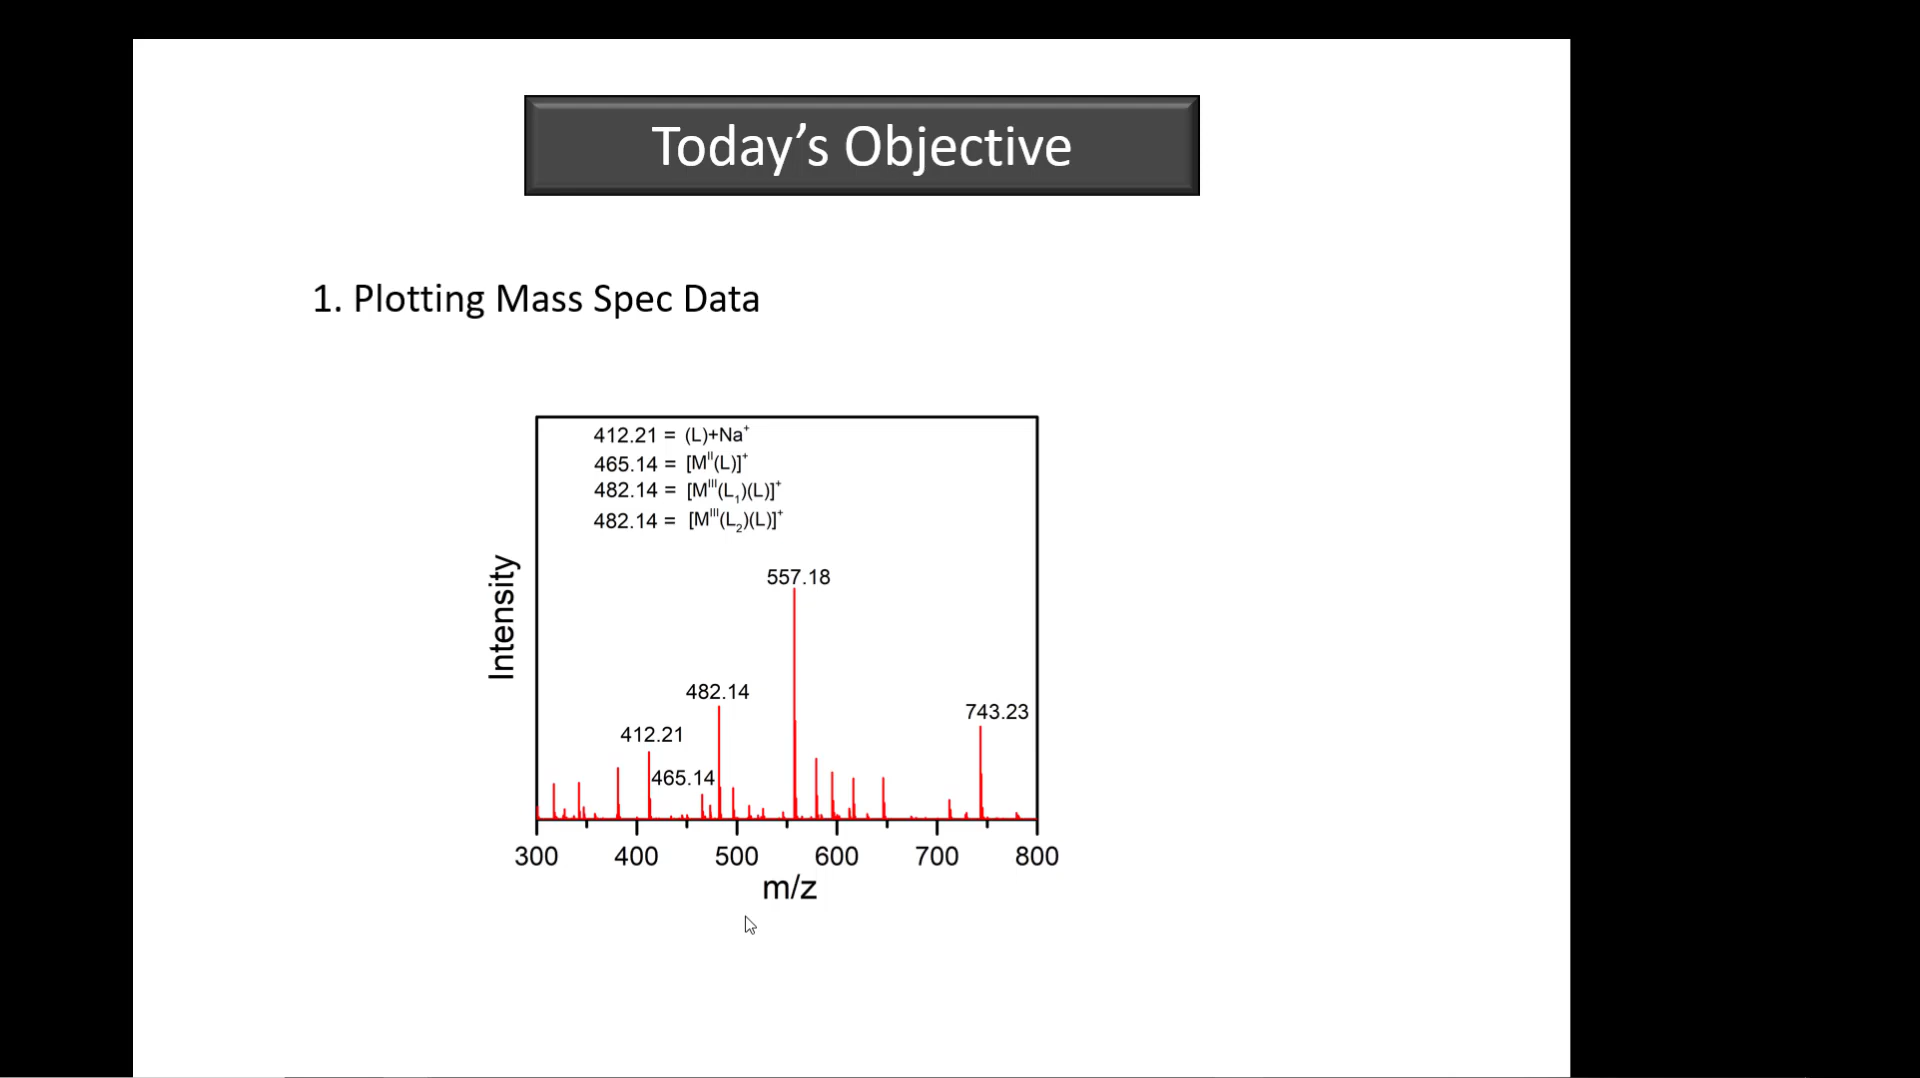 Today’s Objective
1. Plotting Mass Spec Data
412.21 = (L)+Na⁺
465.14 = [Mᴵᴵ(L)]⁺
482.14 = [Mᴵᴵᴵ(L₁)(L)]⁺
482.14 = [Mᴵᴵᴵ(L₂)(L)]⁺
557.18
482.14
743.23
412.21
465.14
Intensity
300 400 500 600 700 800
m/z